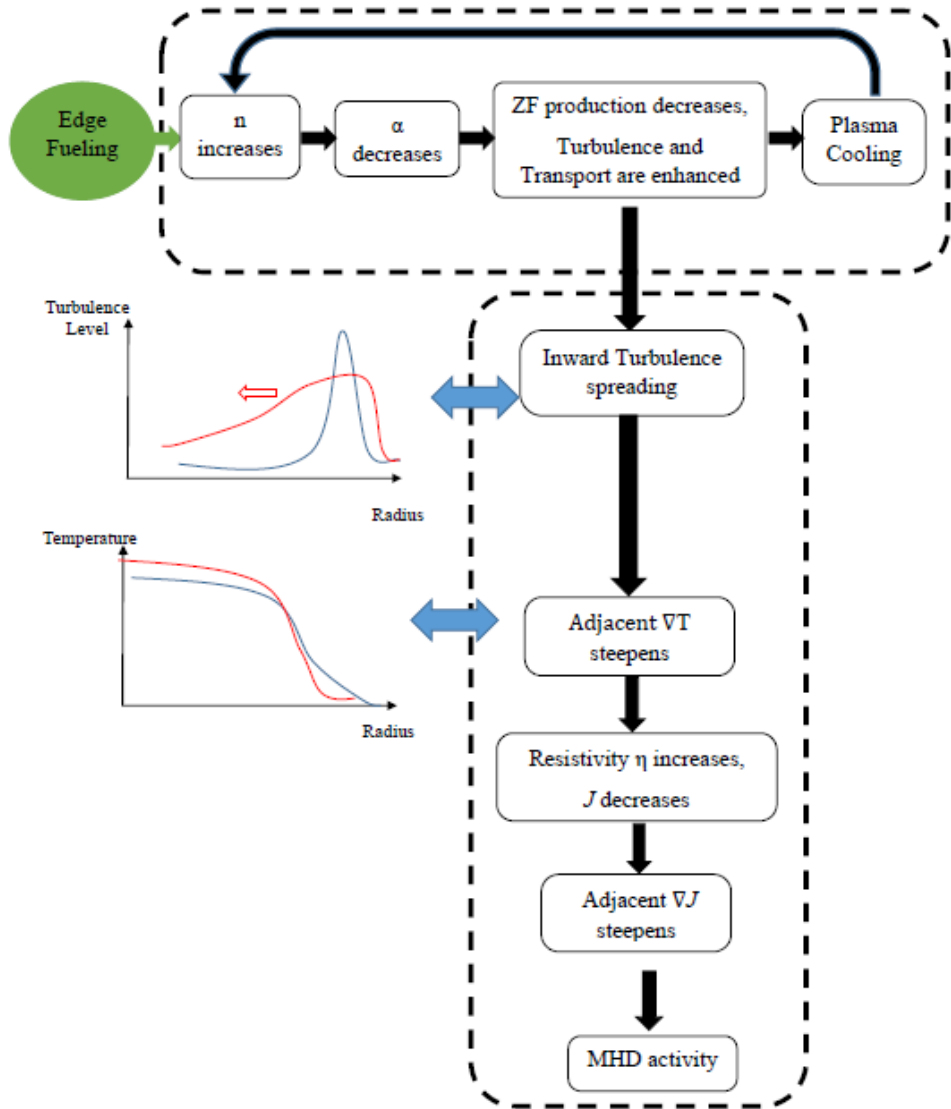 Edge
Fueling
n
increases
α
decreases
ZF production decreases,
Turbulence and
Transport are enhanced
Plasma
Cooling
Turbulence
Level
Radius
Inward Turbulence
spreading
Temperature
Radius
Adjacent ∇T
steepens
Resistivity η increases,
J decreases
Adjacent ∇J
steepens
MHD activity